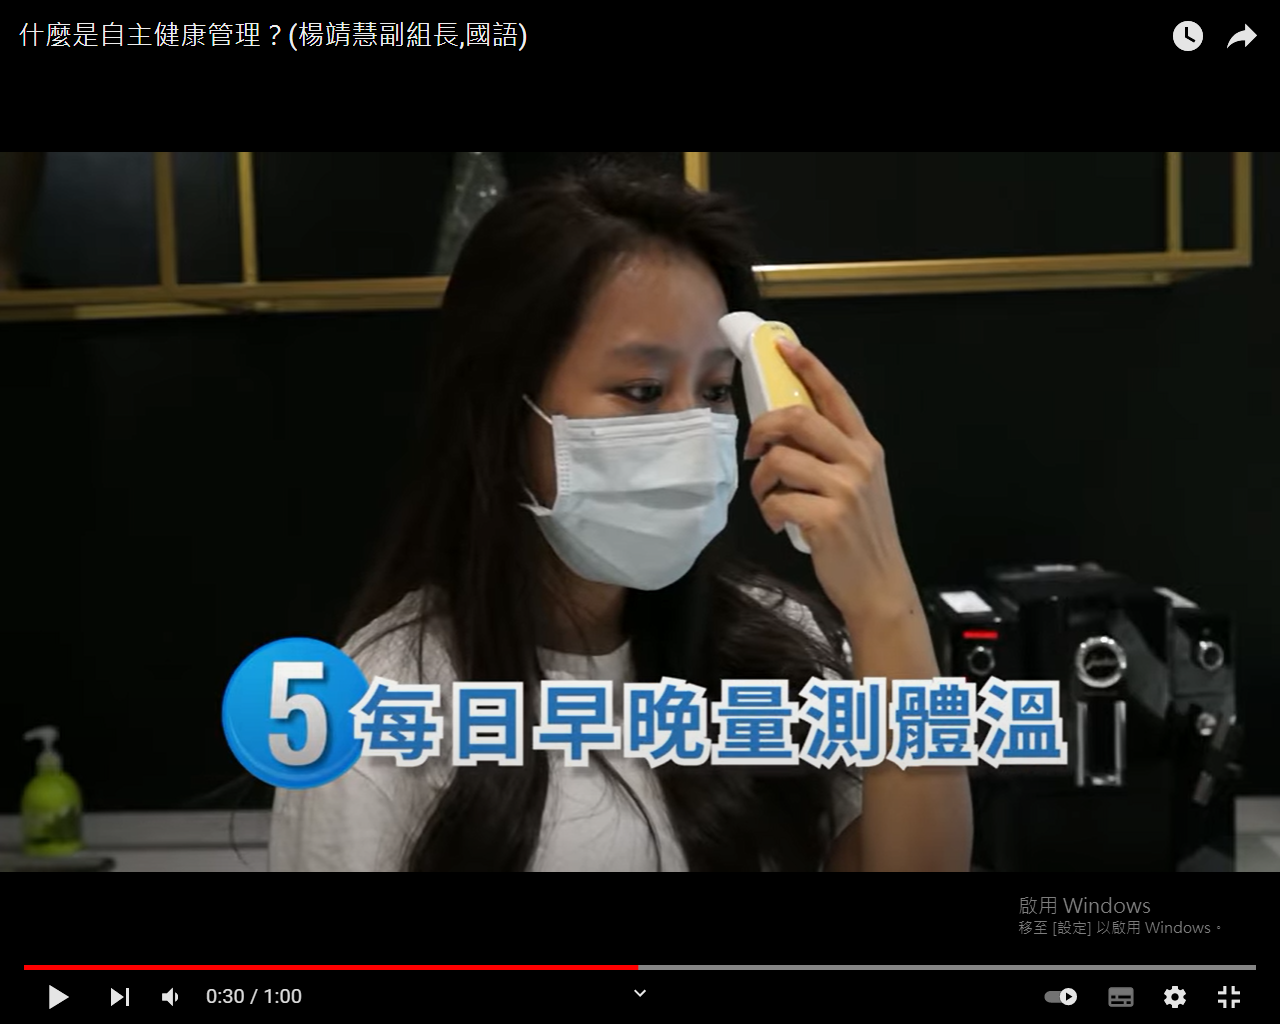 什麼是自主健康管理？(楊靖慧副組長,國語)
5 每日早晚量測體溫
啟用 Windows
移至 [設定] 以啟用 Windows。
0:30 / 1:00